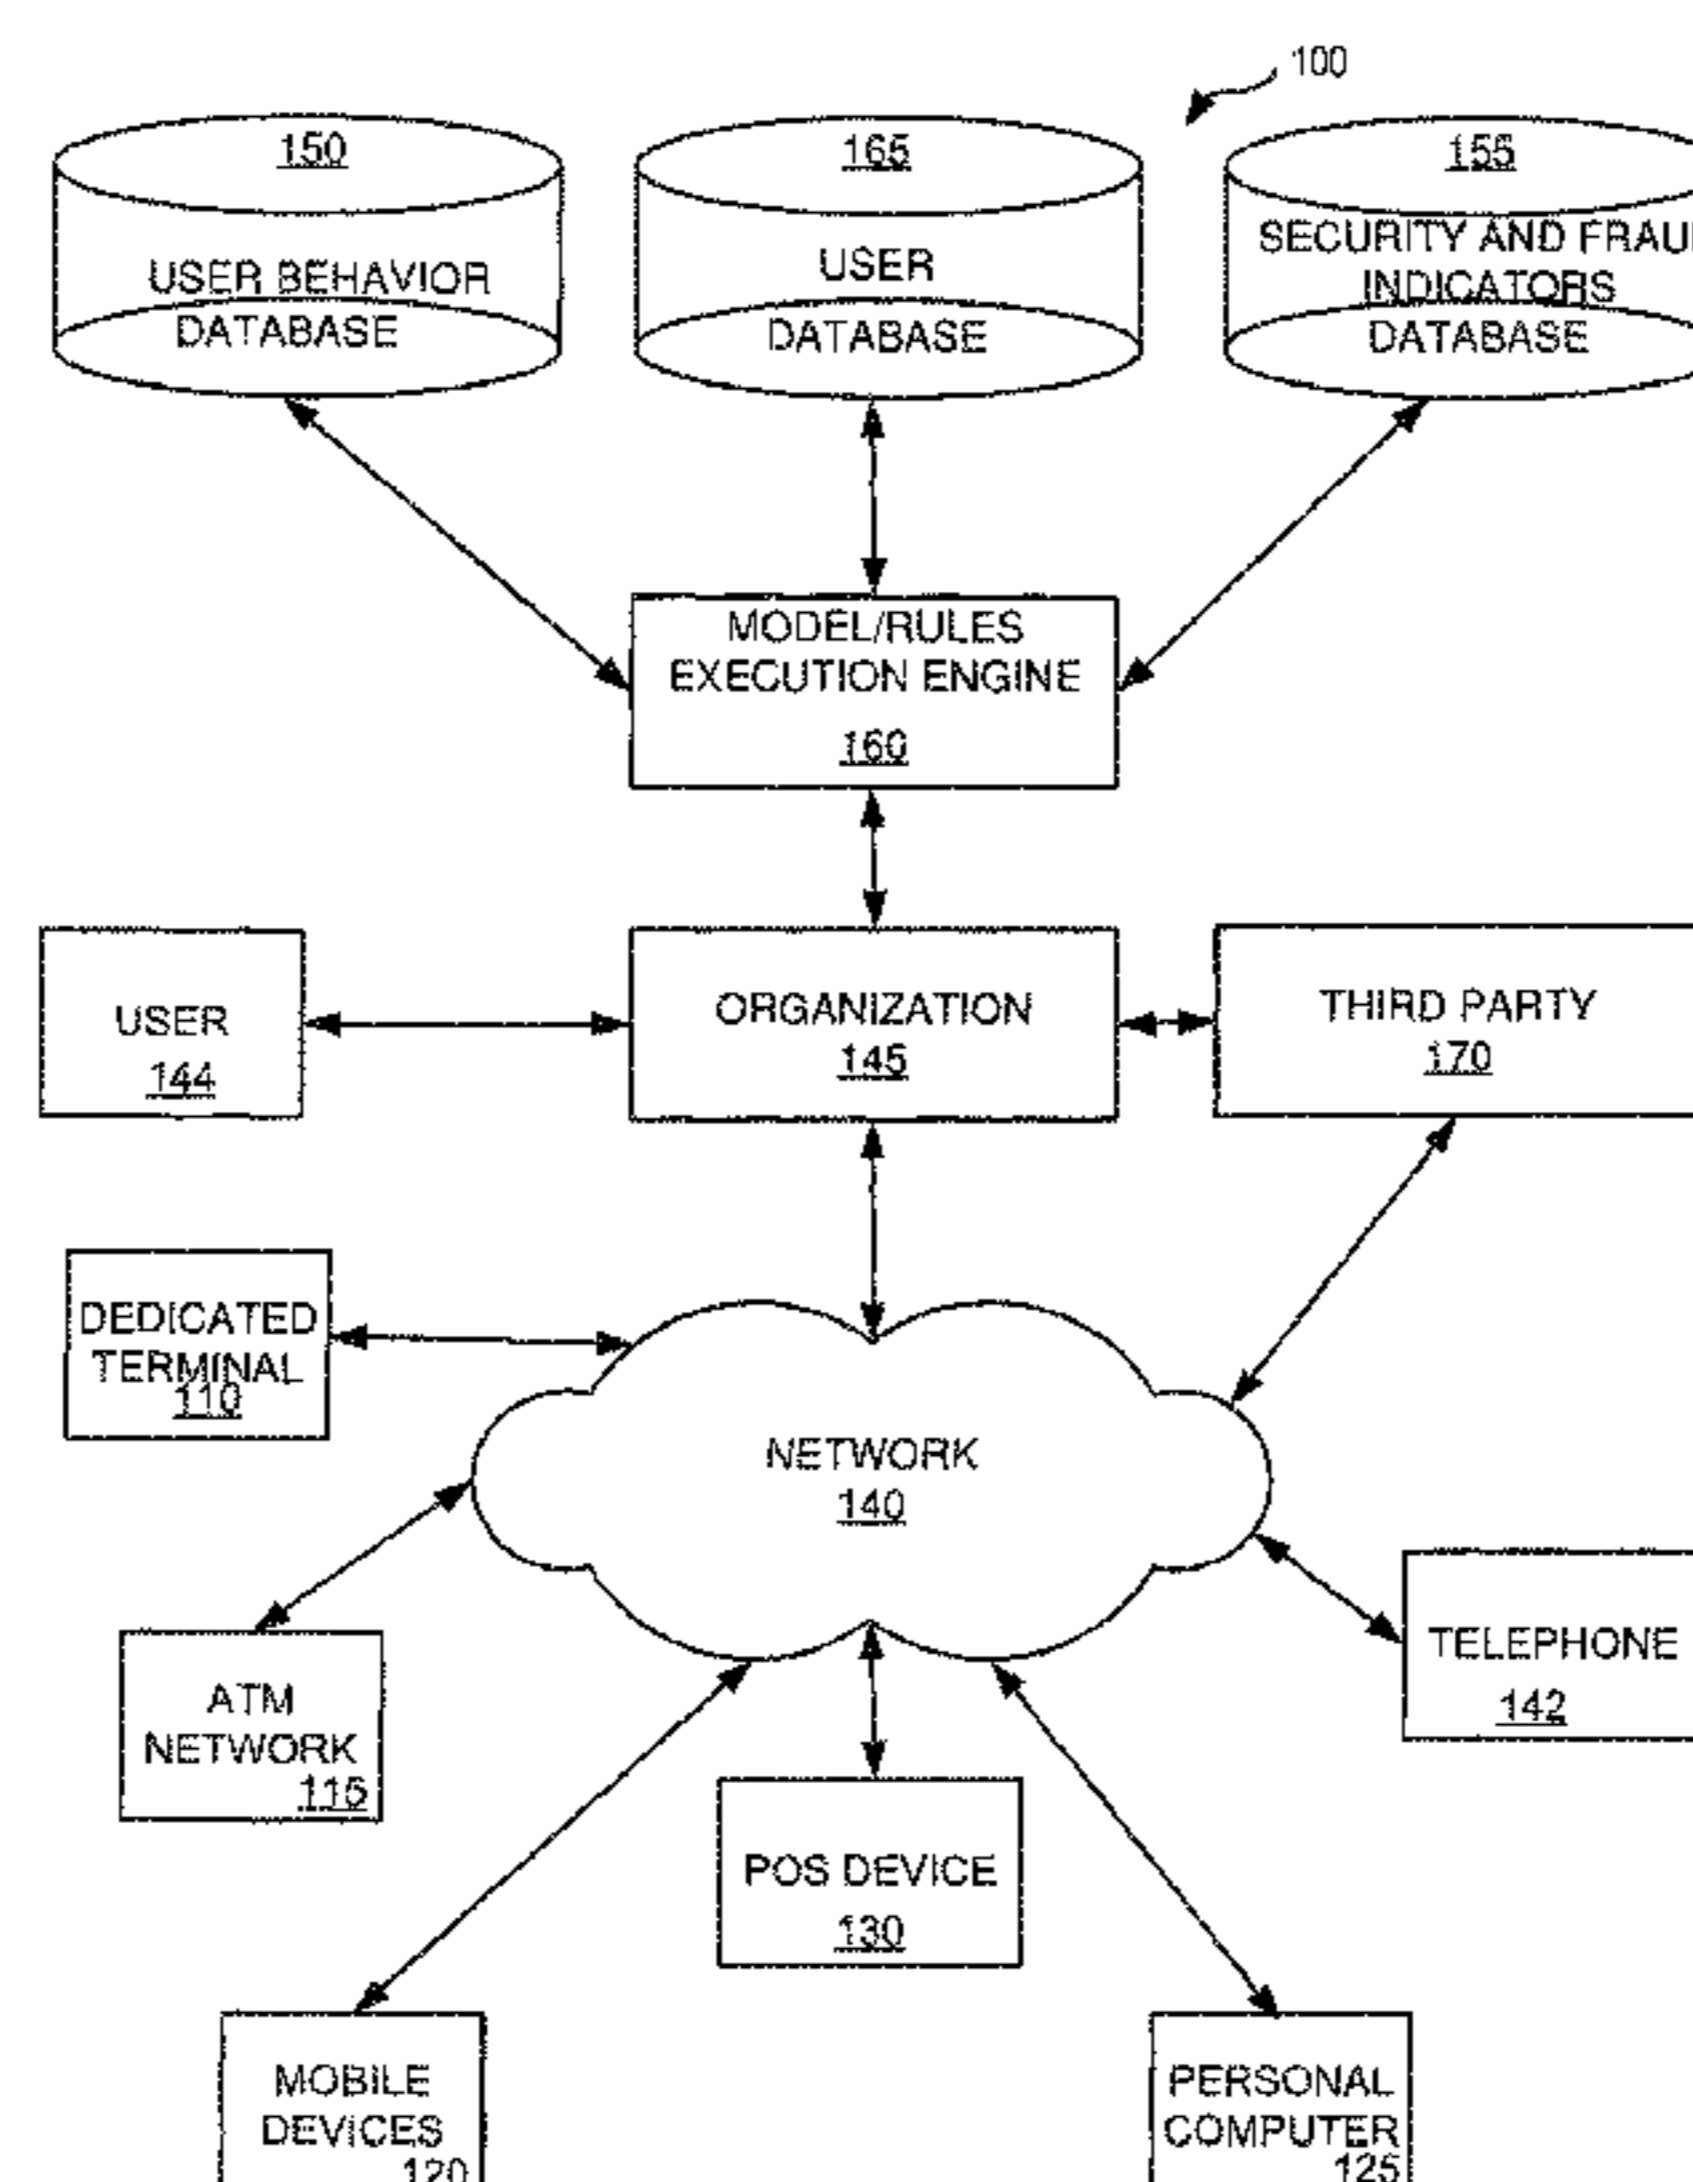 100
150
USER BEHAVIOR
DATABASE
165
USER
DATABASE
155
SECURITY AND FRAU
INDICATORS
DATABASE
MODEL/RULES
EXECUTION ENGINE
160
USER
144
ORGANIZATION
145
THIRD PARTY
170
DEDICATED
TERMINAL
110
NETWORK
140
TELEPHONE
142
ATM
NETWORK
115
POS DEVICE
130
MOBILE
DEVICES
120
PERSONAL
COMPUTER
125